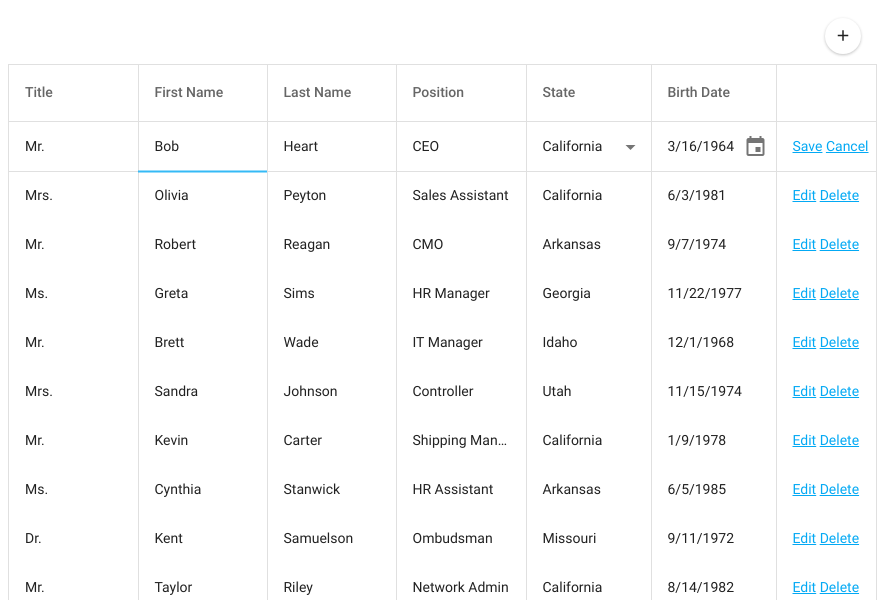 +
Title First Name Last Name Position State Birth Date
Mr. Bob Heart CEO California 3/16/1964 Save Cancel
Mrs. Olivia Peyton Sales Assistant California 6/3/1981 Edit Delete
Mr. Robert Reagan CMO Arkansas 9/7/1974 Edit Delete
Ms. Greta Sims HR Manager Georgia 11/22/1977 Edit Delete
Mr. Brett Wade IT Manager Idaho 12/1/1968 Edit Delete
Mrs. Sandra Johnson Controller Utah 11/15/1974 Edit Delete
Mr. Kevin Carter Shipping Man... California 1/9/1978 Edit Delete
Ms. Cynthia Stanwick HR Assistant Arkansas 6/5/1985 Edit Delete
Dr. Kent Samuelson Ombudsman Missouri 9/11/1972 Edit Delete
Mr. Taylor Riley Network Admin California 8/14/1982 Edit Delete